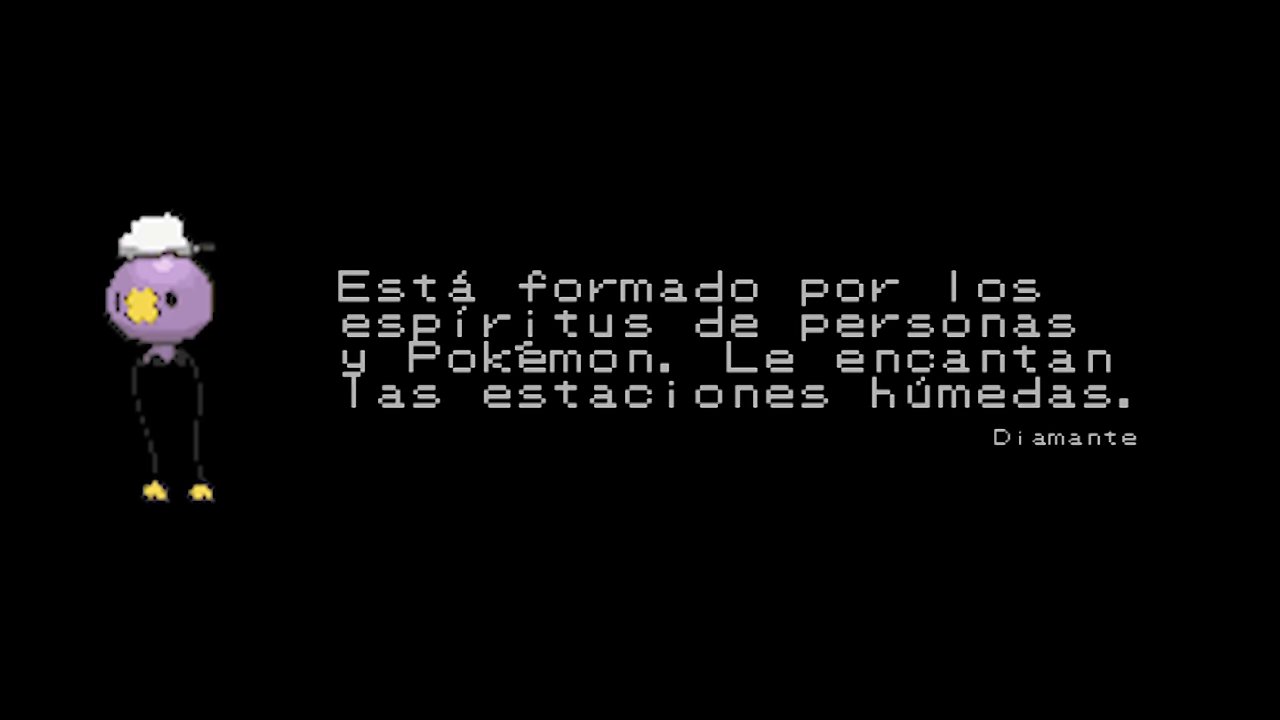 Está formado por los
espíritus de personas
y Pokémon. Le encantan
las estaciones húmedas.
Diamante